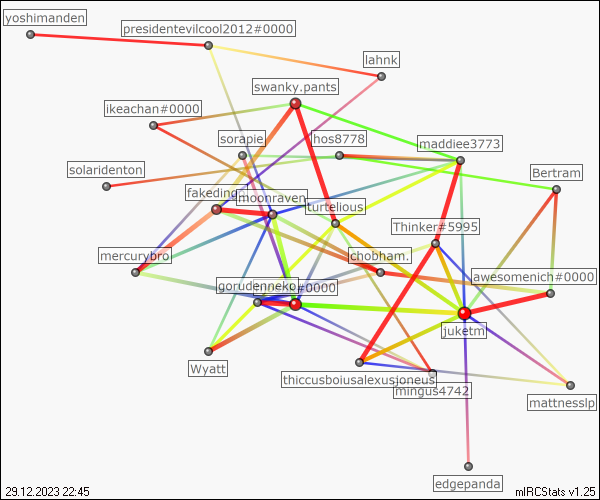 yoshimanden
presidentevilcool2012#0000
lahnk
swanky.pants
ikeachan#0000
sorapie
hos8778
maddiee3773
solaridenton
Bertram
fakeding
moonraven
turtelious
Thinker#5995
mercurybro
chobham.
awesomenich#0000
gorudenneko.
#0000
juketm
Wyatt
thiccusboiusalexusjoneus
mingus4742
mattnesslp
edgepanda
29.12.2023 22:45
mIRCStats v1.25